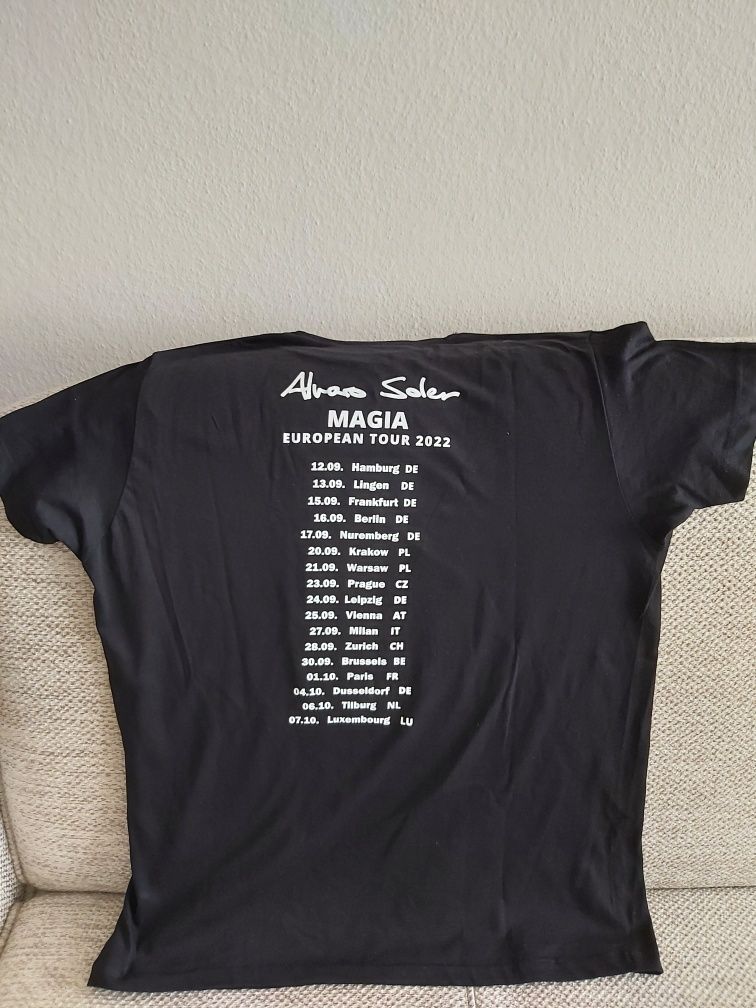 Alvaro Soler
MAGIA
EUROPEAN TOUR 2022
12.09. Hamburg DE
13.09. Lingen DE
15.09. Frankfurt DE
16.09. Berlin DE
17.09. Nuremberg DE
20.09. Krakow PL
21.09. Warsaw PL
23.09. Prague CZ
24.09. Leipzig DE
25.09. Vienna AT
27.09. Milan IT
28.09. Zurich CH
30.09. Brussels BE
01.10. Paris FR
04.10. Dusseldorf DE
06.10. Tilburg NL
07.10. Luxembourg LU